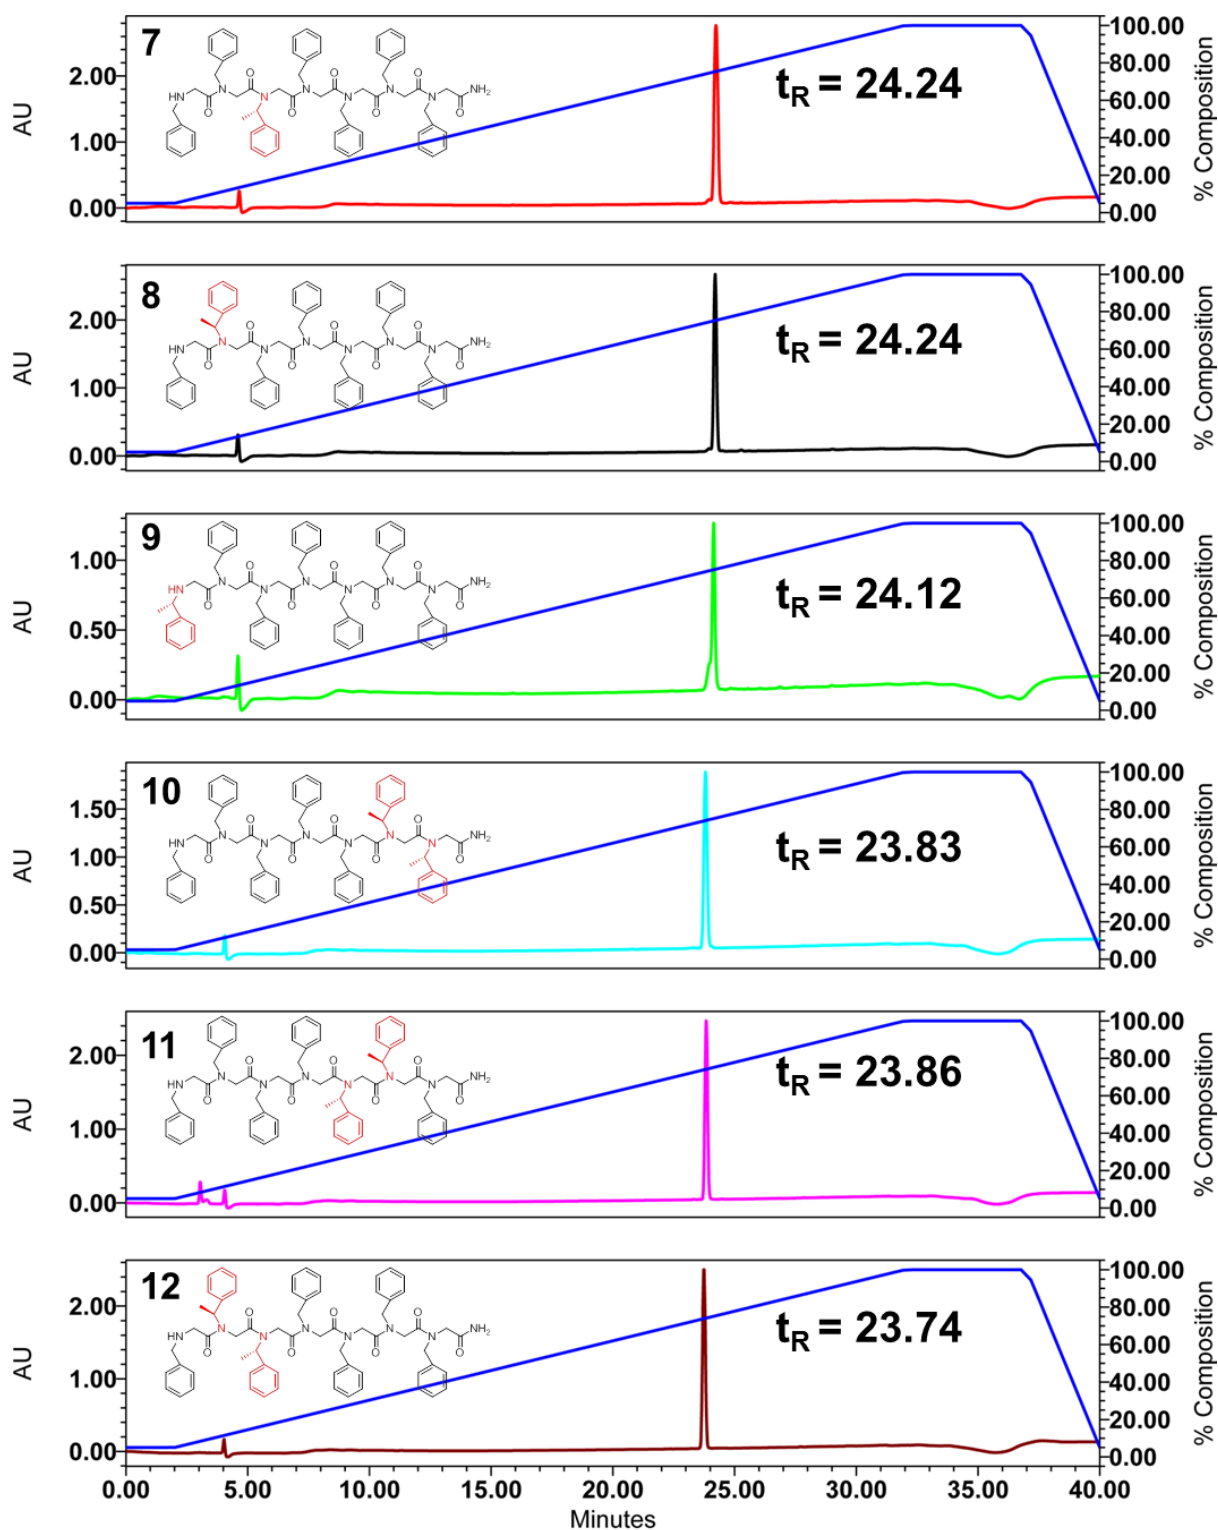 7
O O O
HN N N N N N N NH2
O O O O
tR = 24.24
AU
2.00
1.00
0.00
100.00
80.00
60.00
40.00
20.00
0.00
% Composition
8
O O O
HN N N N N N N NH2
O O O O
tR = 24.24
AU
2.00
1.00
0.00
100.00
80.00
60.00
40.00
20.00
0.00
% Composition
9
O O O
HN N N N N N N NH2
O O O O
tR = 24.12
AU
1.00
0.50
0.00
100.00
80.00
60.00
40.00
20.00
0.00
% Composition
10
O O O
HN N N N N N N NH2
O O O O
tR = 23.83
AU
1.50
1.00
0.50
0.00
100.00
80.00
60.00
40.00
20.00
0.00
% Composition
11
O O O
HN N N N N N N NH2
O O O O
tR = 23.86
AU
2.00
1.00
0.00
100.00
80.00
60.00
40.00
20.00
0.00
% Composition
12
O O O
HN N N N N N N NH2
O O O O
tR = 23.74
AU
2.00
1.00
0.00
100.00
80.00
60.00
40.00
20.00
0.00
% Composition
0.00 5.00 10.00 15.00 20.00 25.00 30.00 35.00 40.00
Minutes